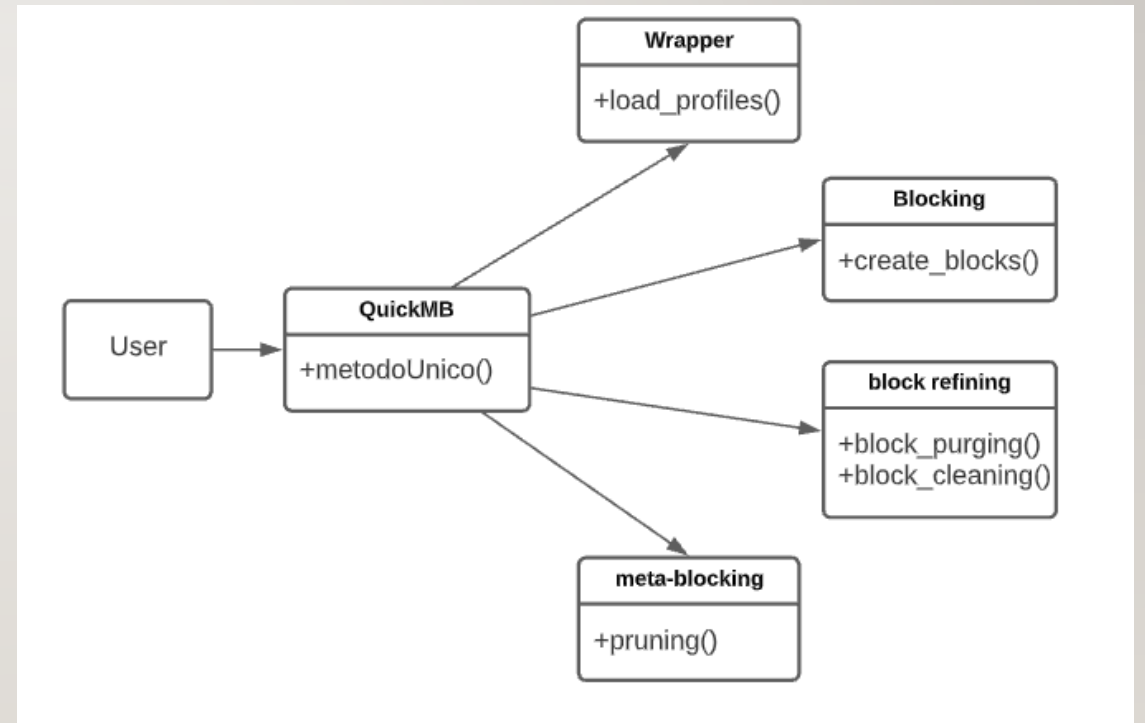 Wrapper
+load_profiles()
Blocking
+create_blocks()
QuickMB
+metodoUnico()
User
block refining
+block_purging()
+block_cleaning()
meta-blocking
+pruning()